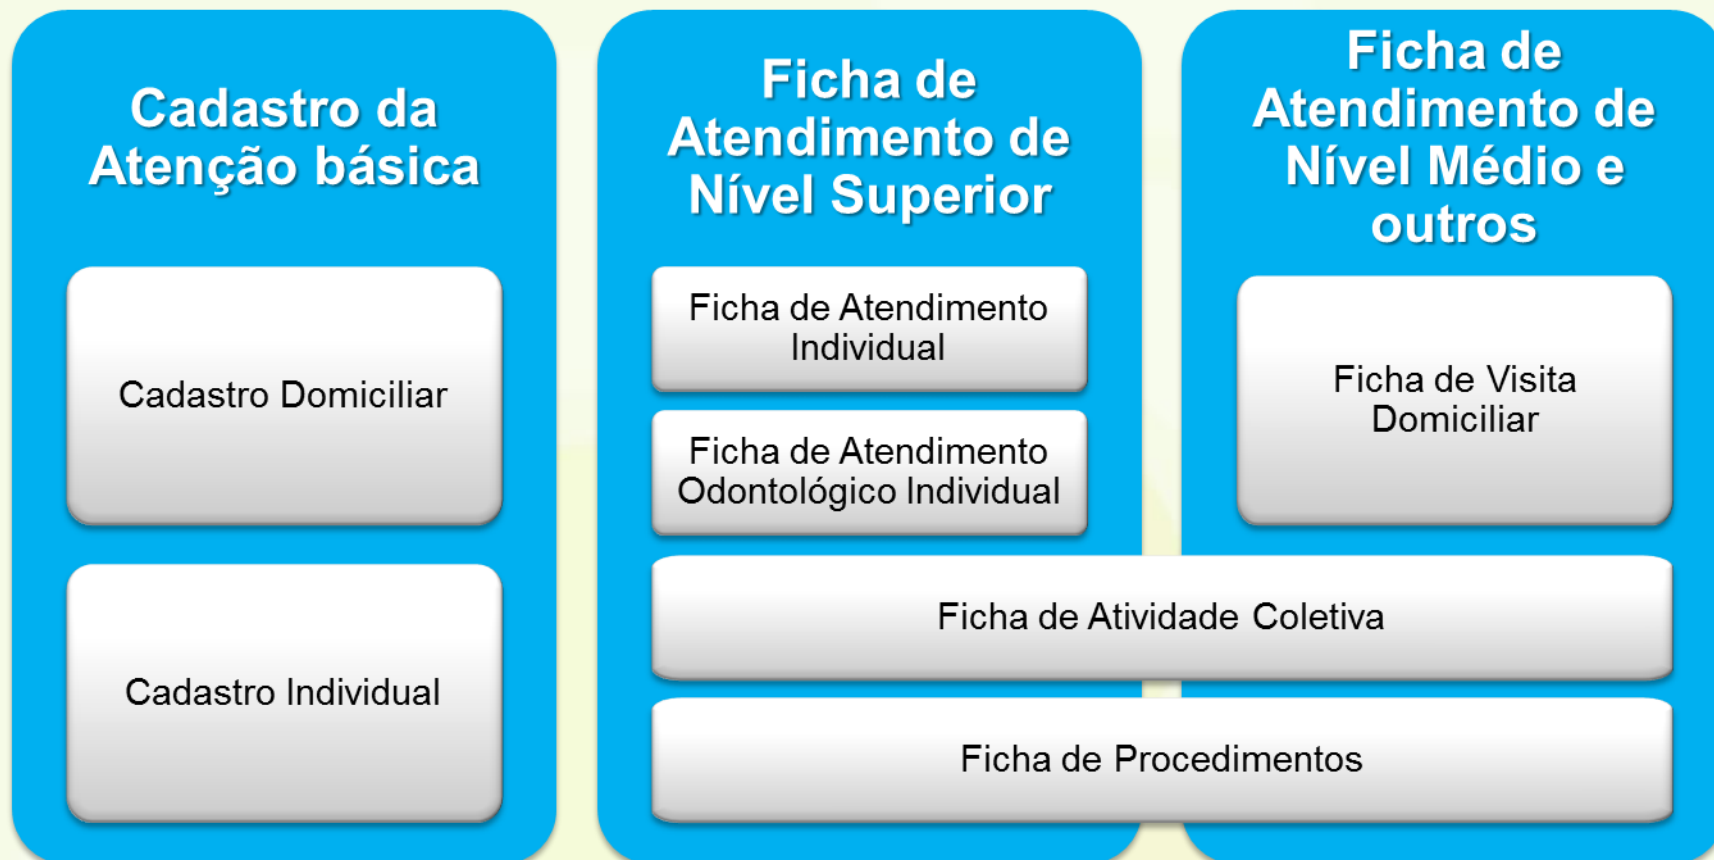 Cadastro da
Atenção básica
Cadastro Domiciliar
Cadastro Individual
Ficha de
Atendimento de
Nível Superior
Ficha de Atendimento
Individual
Ficha de Atendimento
Odontológico Individual
Ficha de
Atendimento de
Nível Médio e
outros
Ficha de Visita
Domiciliar
Ficha de Atividade Coletiva
Ficha de Procedimentos